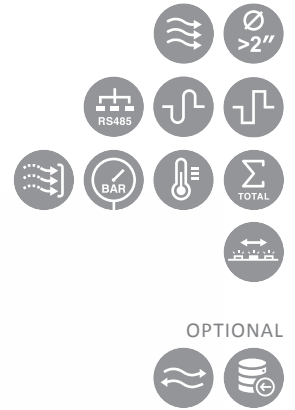 Ø
>2"
RS485
BAR
Σ
TOTAL
OPTIONAL